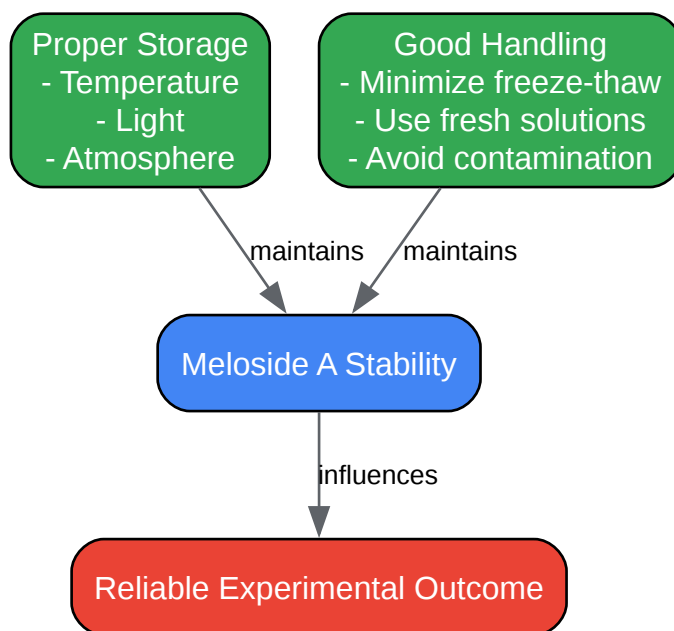 Proper Storage
- Temperature
- Light
- Atmosphere
Good Handling
- Minimize freeze-thaw
- Use fresh solutions
- Avoid contamination
maintains
maintains
Meloside A Stability
influences
Reliable Experimental Outcome